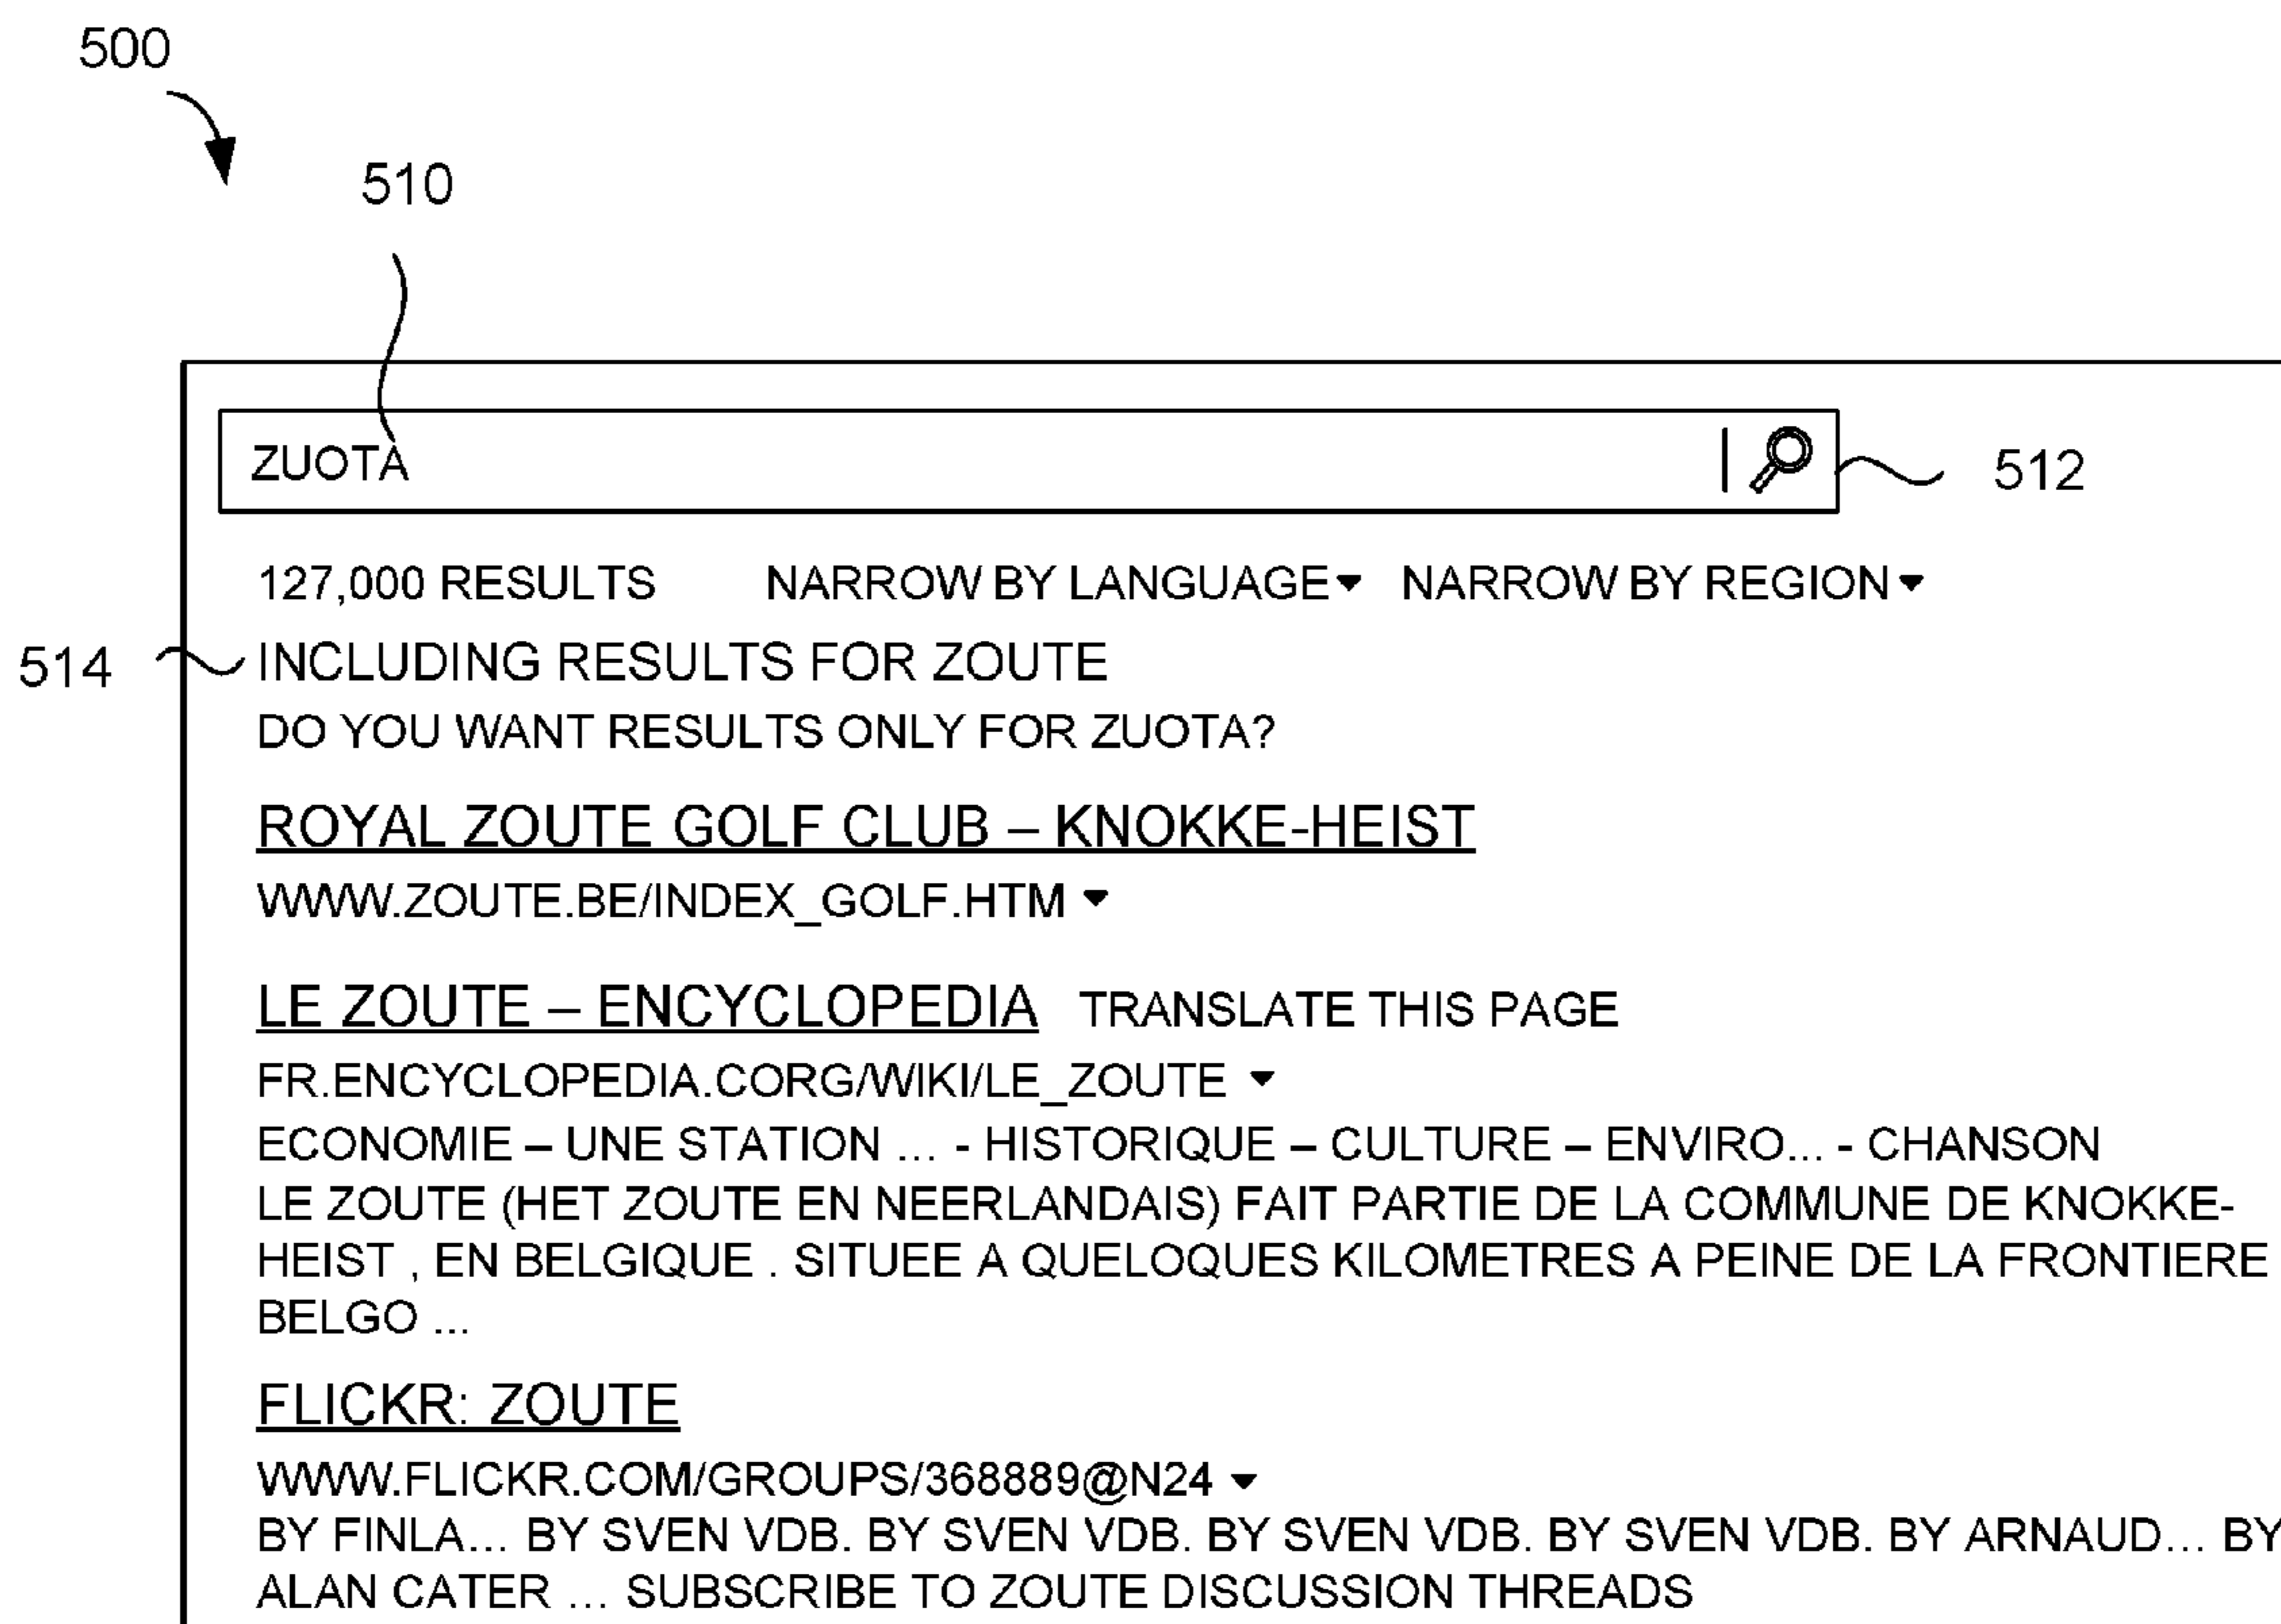 500
510
ZUOTA
512
127,000 RESULTS NARROW BY LANGUAGE NARROW BY REGION
514 INCLUDING RESULTS FOR ZOUTE
DO YOU WANT RESULTS ONLY FOR ZUOTA?
ROYAL ZOUTE GOLF CLUB – KNOKKE-HEIST
WWW.ZOUTE.BE/INDEX_GOLF.HTM
LE ZOUTE – ENCYCLOPEDIA TRANSLATE THIS PAGE
FR.ENCYCLOPEDIA.CORG/WIKI/LE_ZOUTE
ECONOMIE – UNE STATION ... - HISTORIQUE – CULTURE – ENVIRO... - CHANSON
LE ZOUTE (HET ZOUTE EN NEERLANDAIS) FAIT PARTIE DE LA COMMUNE DE KNOKKE-
HEIST , EN BELGIQUE . SITUEE A QUELOQUES KILOMETRES A PEINE DE LA FRONTIERE
BELGO ...
FLICKR: ZOUTE
WWW.FLICKR.COM/GROUPS/368889@N24
BY FINLA... BY SVEN VDB. BY SVEN VDB. BY SVEN VDB. BY SVEN VDB. BY ARNAUD... BY
ALAN CATER ... SUBSCRIBE TO ZOUTE DISCUSSION THREADS